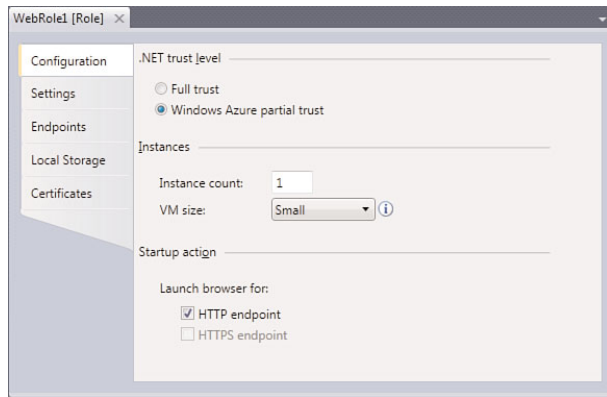 WebRole1 [Role]
Configuration
Settings
Endpoints
Local Storage
Certificates
.NET trust level
Full trust
Windows Azure partial trust
Instances
Instance count: 1
VM size: Small
Startup action
Launch browser for:
HTTP endpoint
HTTPS endpoint